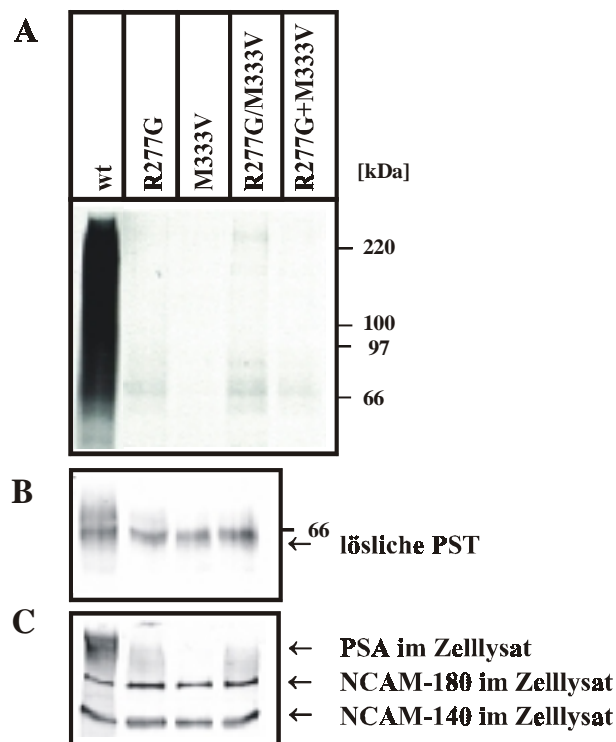 A
wt
R277G
M333V
R277G/M333V
R277G+M333V
[kDa]
220
100
97
66
B
66
← lösliche PST
C
← PSA im Zelllysat
← NCAM-180 im Zelllysat
← NCAM-140 im Zelllysat